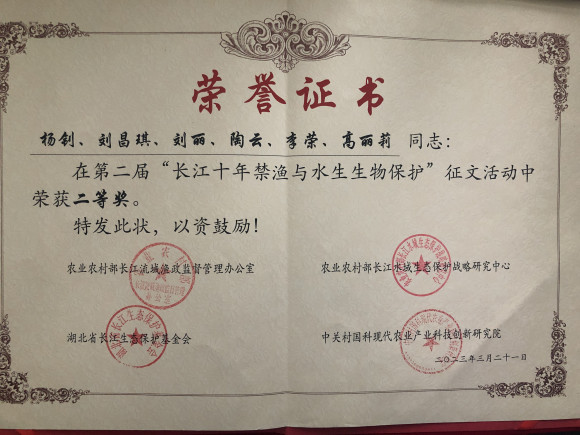 荣誉证书
杨钊、刘昌琪、刘丽、陶云、李荣、高丽莉 同志：
在第二届“长江十年禁渔与水生生物保护”征文活动中
荣获二等奖。
特发此状，以资鼓励！
农业农村部长江流域渔政监督管理办公室
农业农村部长江水域生态保护战略研究中心
湖北省长江生态保护基金会
中关村国科现代农业产业科技创新研究院
二〇二三年三月二十一日